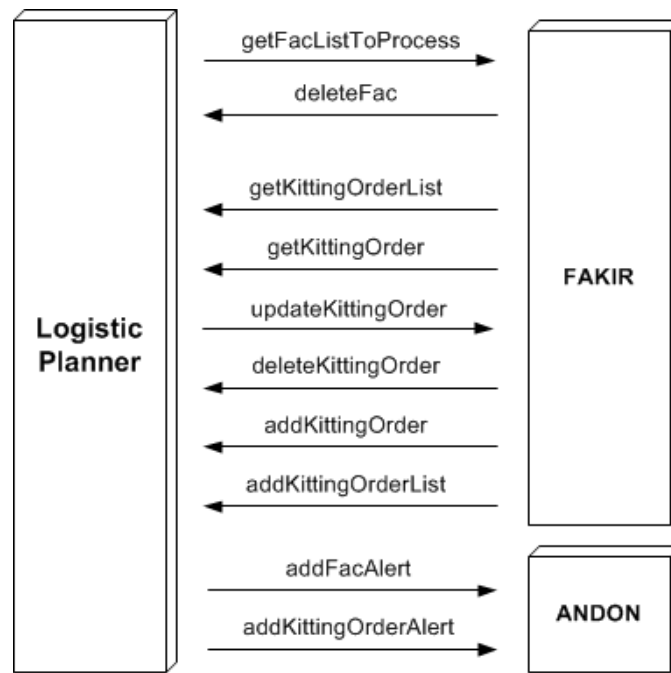 getFacListToProcess
deleteFac
getKittingOrderList
getKittingOrder
FAKIR
updateKittingOrder
Logistic
Planner
deleteKittingOrder
addKittingOrder
addKittingOrderList
addFacAlert
ANDON
addKittingOrderAlert